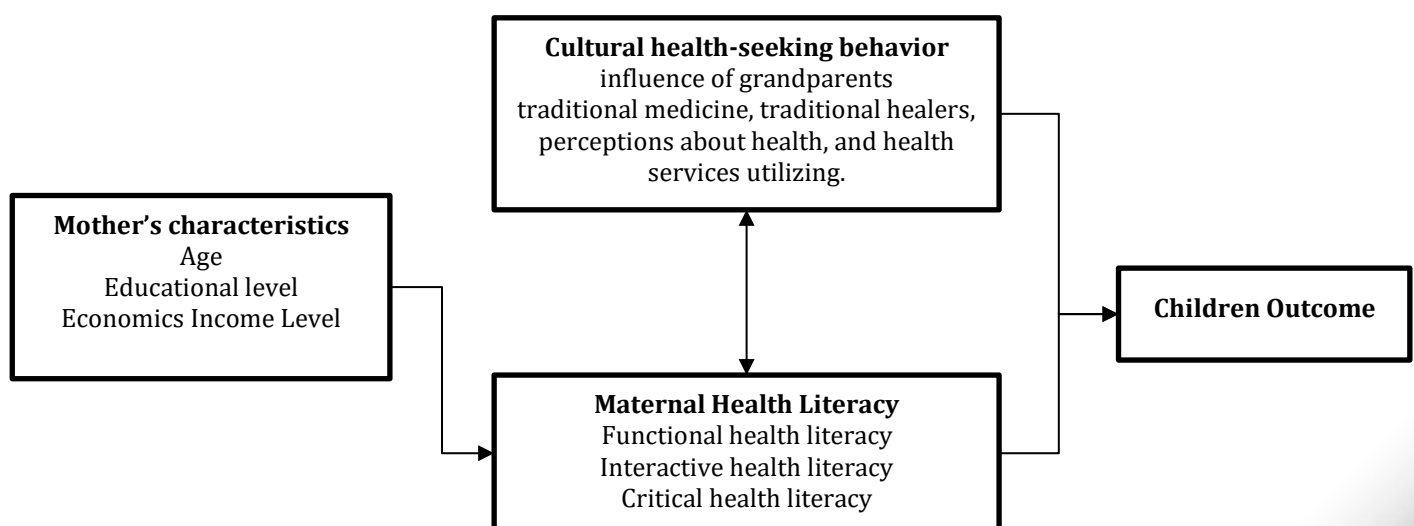 Cultural health-seeking behavior
influence of grandparents
traditional medicine, traditional healers,
perceptions about health, and health
services utilizing.
Mother’s characteristics
Age
Educational level
Economics Income Level
Children Outcome
Maternal Health Literacy
Functional health literacy
Interactive health literacy
Critical health literacy